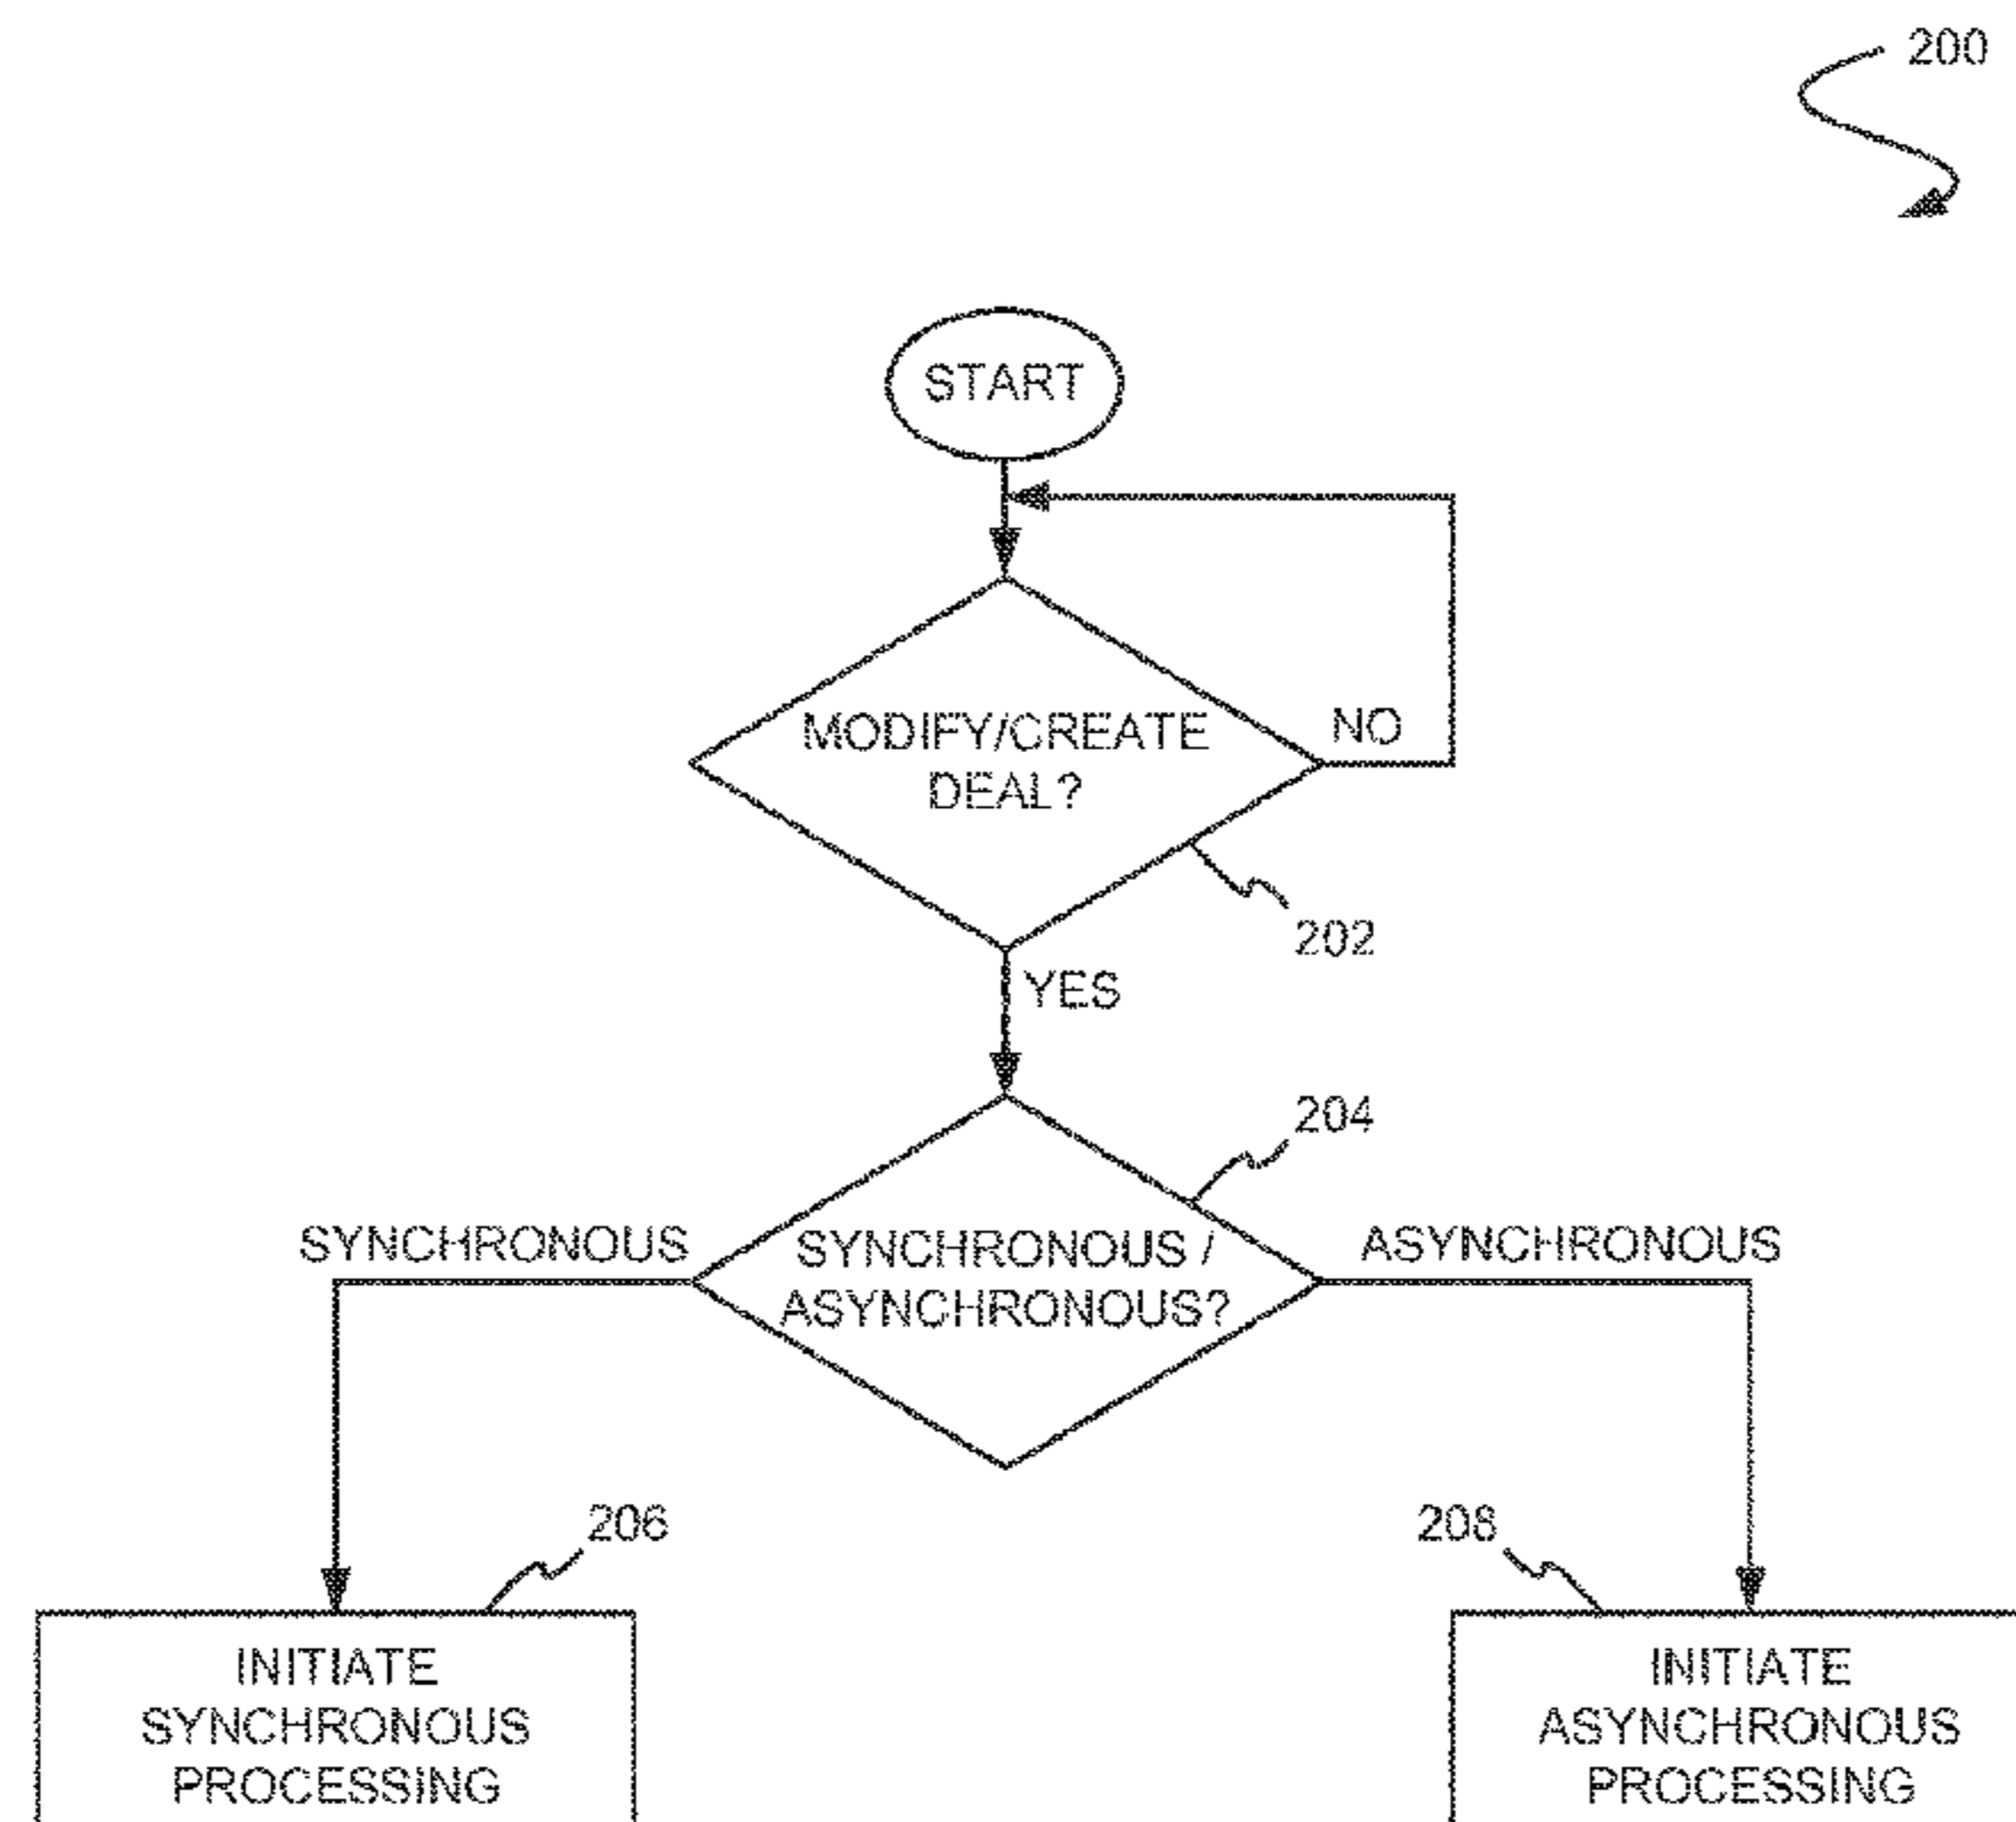 200
START
MODIFY/CREATE
DEAL?
NO
202
YES
204
SYNCHRONOUS
SYNCHRONOUS /
ASYNCHRONOUS?
ASYNCHRONOUS
206
208
INITIATE
SYNCHRONOUS
PROCESSING
INITIATE
ASYNCHRONOUS
PROCESSING